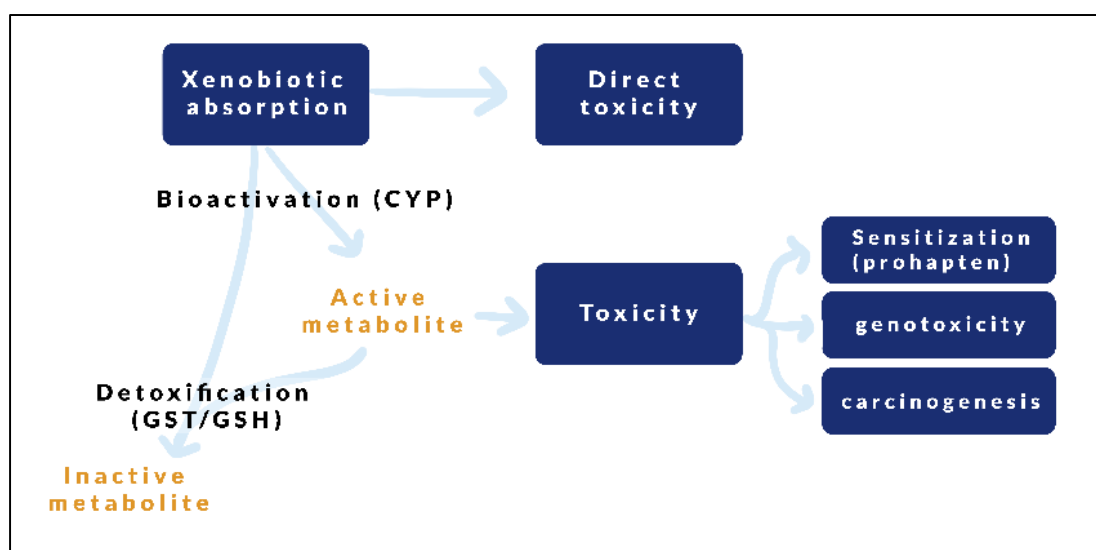 Xenobiotic
absorption
Direct
toxicity
Bioactivation (CYP)
Sensitization
(prohapten)
Active
metabolite
Toxicity
genotoxicity
carcinogenesis
Detoxification
(GST/GSH)
Inactive
metabolite